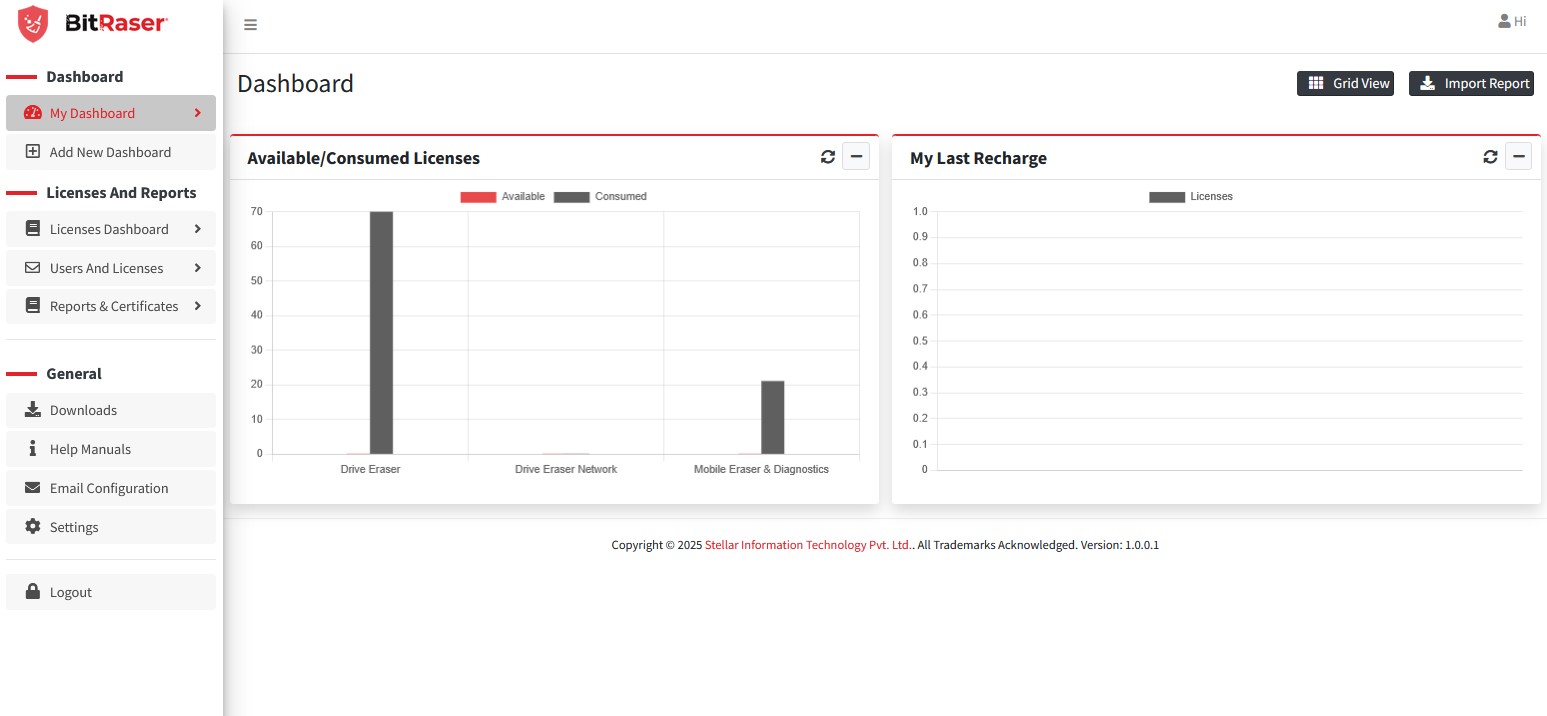 BitRaser
Hi
Dashboard
My Dashboard
Add New Dashboard
Licenses And Reports
Licenses Dashboard
Users And Licenses
Reports & Certificates
General
Downloads
Help Manuals
Email Configuration
Settings
Logout
Dashboard
Grid View
Import Report
Available/Consumed Licenses
Available Consumed
70
60
50
40
30
20
10
0
Drive Eraser Drive Eraser Network Mobile Eraser & Diagnostics
My Last Recharge
Licenses
1.0
0.9
0.8
0.7
0.6
0.5
0.4
0.3
0.2
0.1
0
Copyright © 2025 Stellar Information Technology Pvt. Ltd.. All Trademarks Acknowledged. Version: 1.0.0.1